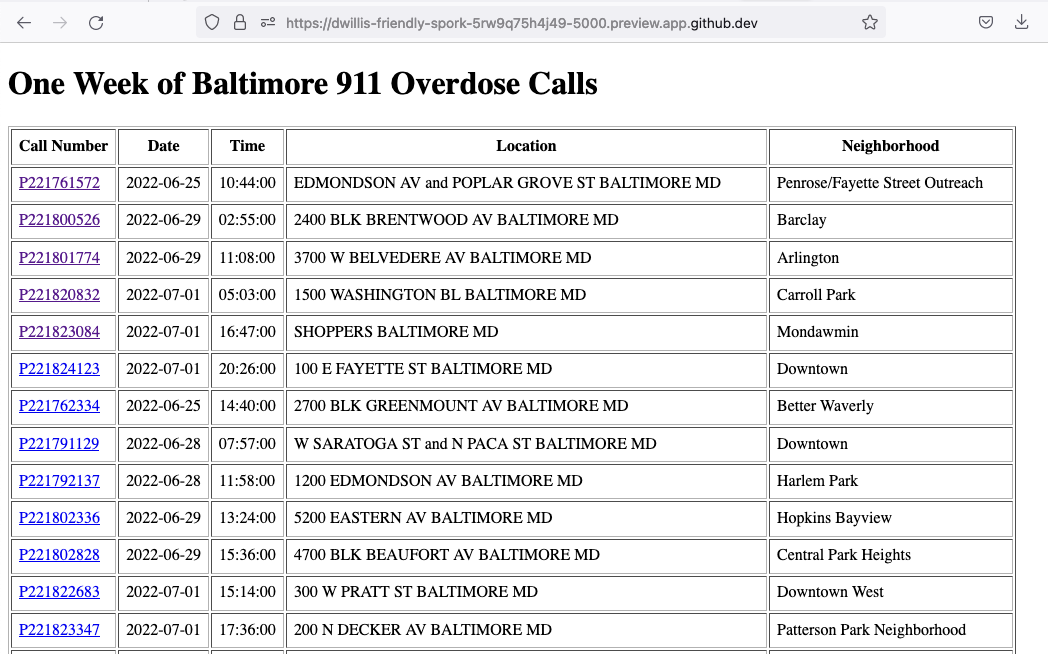 https://dwillis-friendly-spork-5rw9q75h4j49-5000.preview.app.github.dev
One Week of Baltimore 911 Overdose Calls
Call Number Date Time Location Neighborhood
P221761572 2022-06-25 10:44:00 EDMONDSON AV and POPLAR GROVE ST BALTIMORE MD Penrose/Fayette Street Outreach
P221800526 2022-06-29 02:55:00 2400 BLK BRENTWOOD AV BALTIMORE MD Barclay
P221801774 2022-06-29 11:08:00 3700 W BELVEDERE AV BALTIMORE MD Arlington
P221820832 2022-07-01 05:03:00 1500 WASHINGTON BL BALTIMORE MD Carroll Park
P221823084 2022-07-01 16:47:00 SHOPPERS BALTIMORE MD Mondawmin
P221824123 2022-07-01 20:26:00 100 E FAYETTE ST BALTIMORE MD Downtown
P221762334 2022-06-25 14:40:00 2700 BLK GREENMOUNT AV BALTIMORE MD Better Waverly
P221791129 2022-06-28 07:57:00 W SARATOGA ST and N PACA ST BALTIMORE MD Downtown
P221792137 2022-06-28 11:58:00 1200 EDMONDSON AV BALTIMORE MD Harlem Park
P221802336 2022-06-29 13:24:00 5200 EASTERN AV BALTIMORE MD Hopkins Bayview
P221802828 2022-06-29 15:36:00 4700 BLK BEAUFORT AV BALTIMORE MD Central Park Heights
P221822683 2022-07-01 15:14:00 300 W PRATT ST BALTIMORE MD Downtown West
P221823347 2022-07-01 17:36:00 200 N DECKER AV BALTIMORE MD Patterson Park Neighborhood